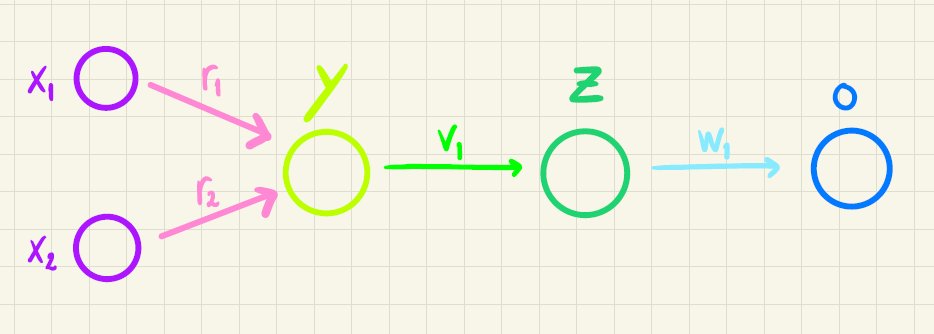 x₁
r₁
y
z
o
v₁
w₁
r₂
x₂